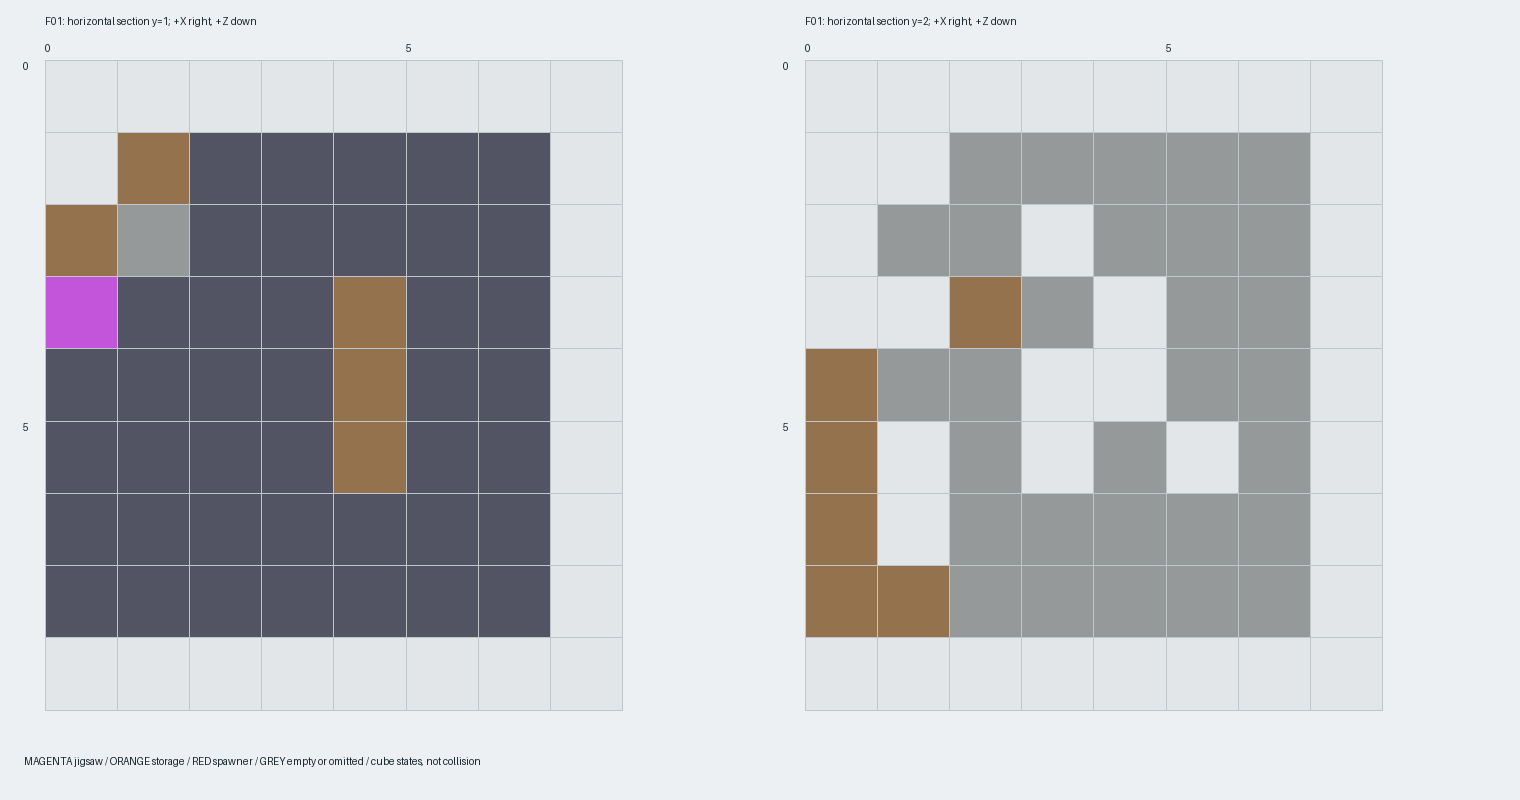 F01: horizontal section y=1; +X right, +Z down
F01: horizontal section y=2; +X right, +Z down
0 5
0 5
0
0
5
5
MAGENTA jigsaw / ORANGE storage / RED spawner / GREY empty or omitted / cube states, not collision